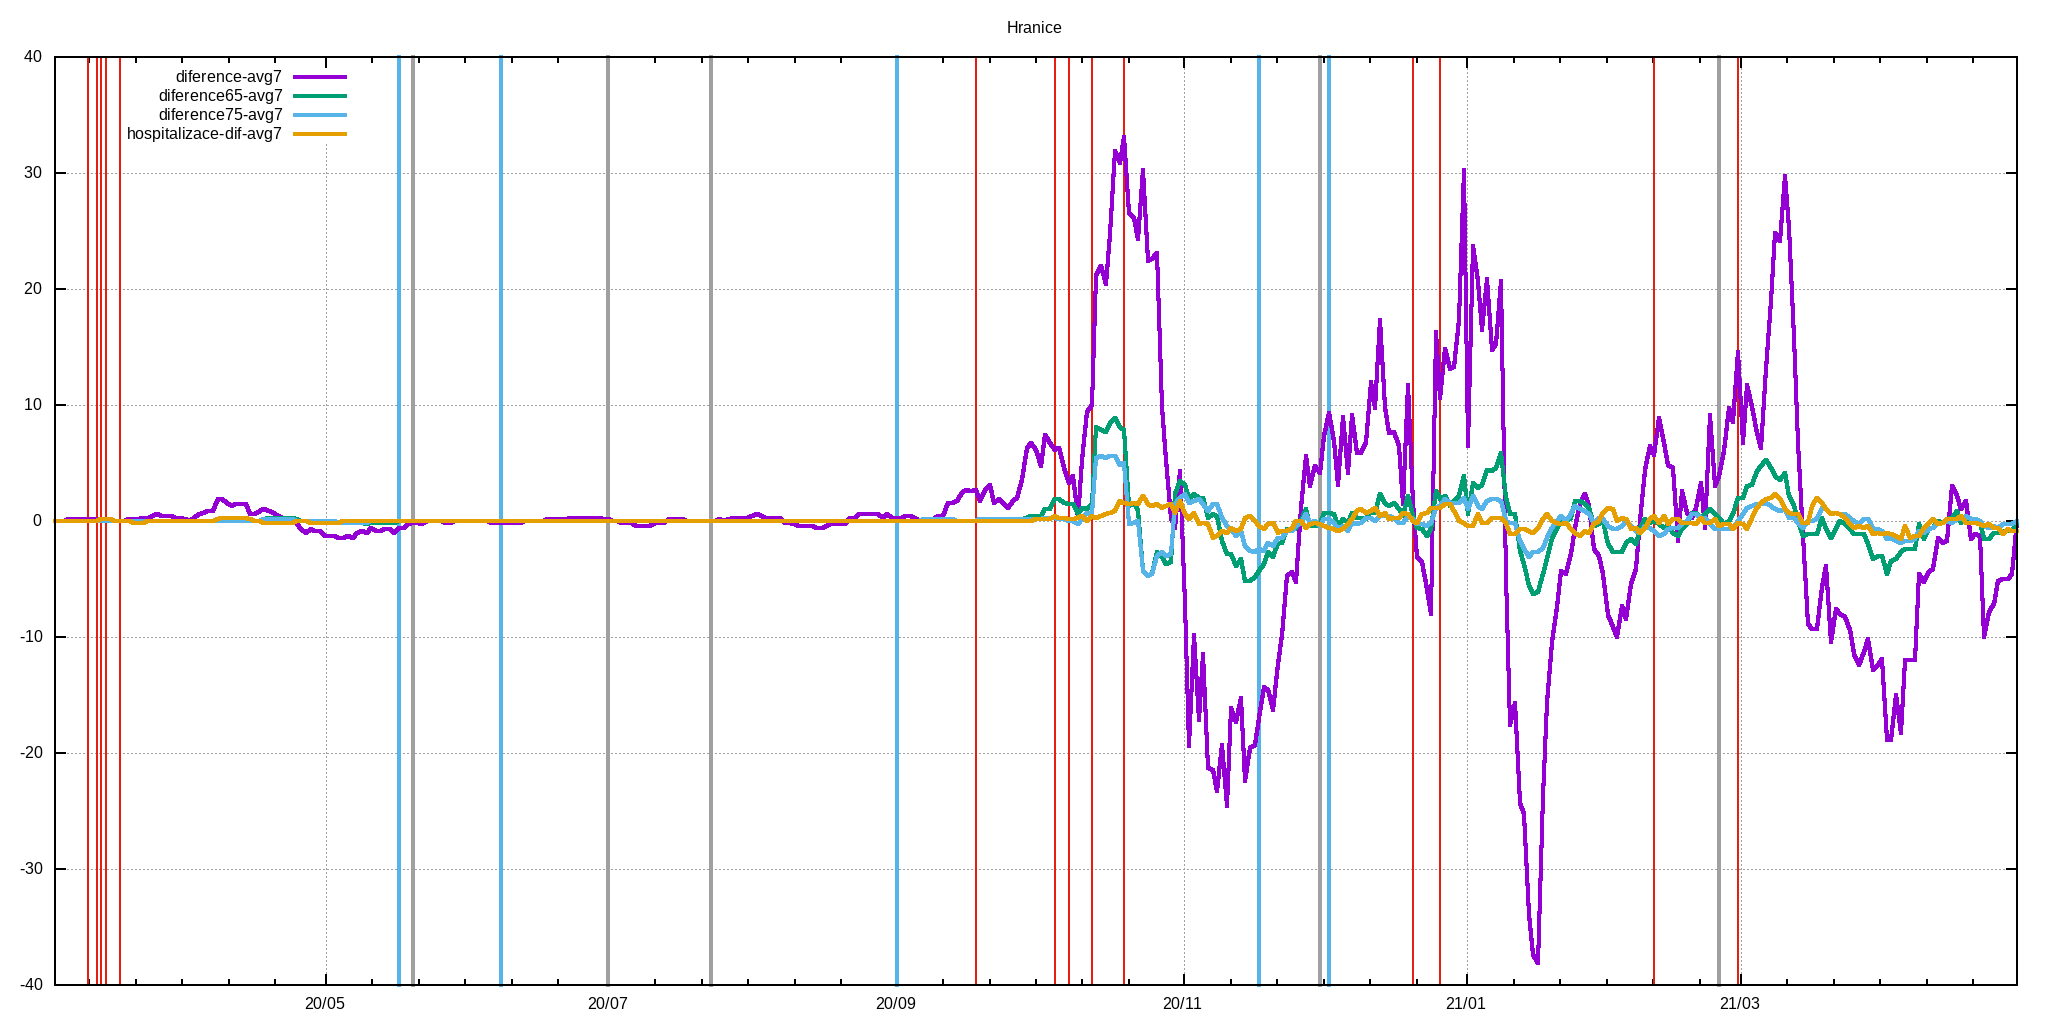 Hranice
diference-avg7
diference65-avg7
diference75-avg7
hospitalizace-dif-avg7
40
30
20
10
0
-10
-20
-30
-40
20/05 20/07 20/09 20/11 21/01 21/03